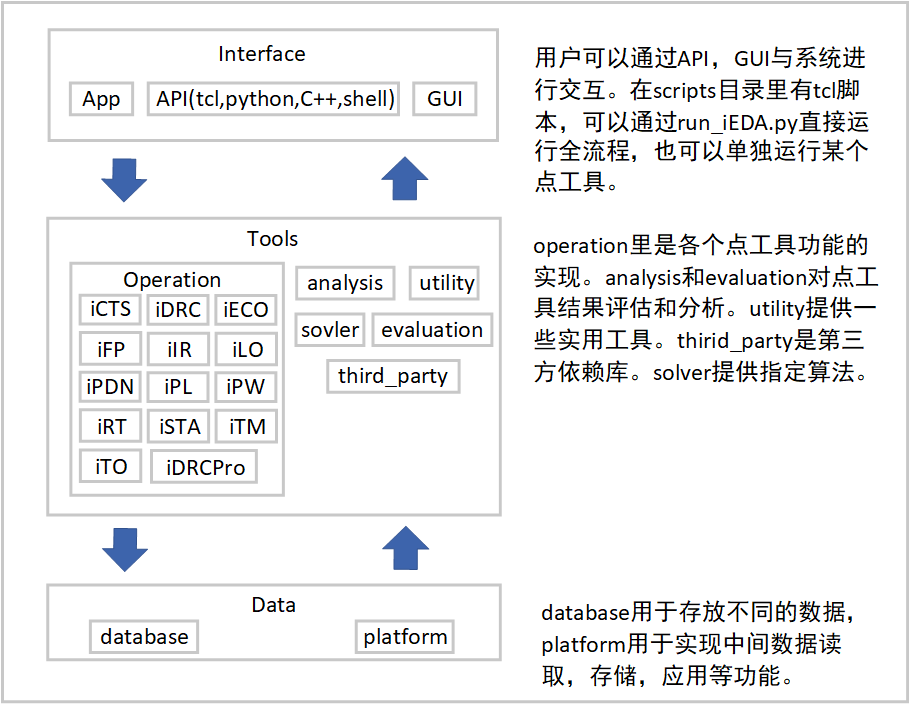 Interface
App
API(tcl,python,C++,shell)
GUI
用户可以通过API，GUI与系统进
行交互。在scripts目录里有tcl脚
本，可以通过run_iEDA.py直接运
行全流程，也可以单独运行某个
点工具。
Tools
Operation
iCTS
iDRC
iECO
iFP
iIR
iLO
iPDN
iPL
iPW
iRT
iSTA
iTM
iTO
iDRCPro
analysis
utility
sovler
evaluation
third_party
operation里是各个点工具功能的
实现。analysis和evaluation对点工
具结果评估和分析。utility提供一
些实用工具。thirid_party是第三
方依赖库。solver提供指定算法。
Data
database
platform
database用于存放不同的数据，
platform用于实现中间数据读
取，存储，应用等功能。